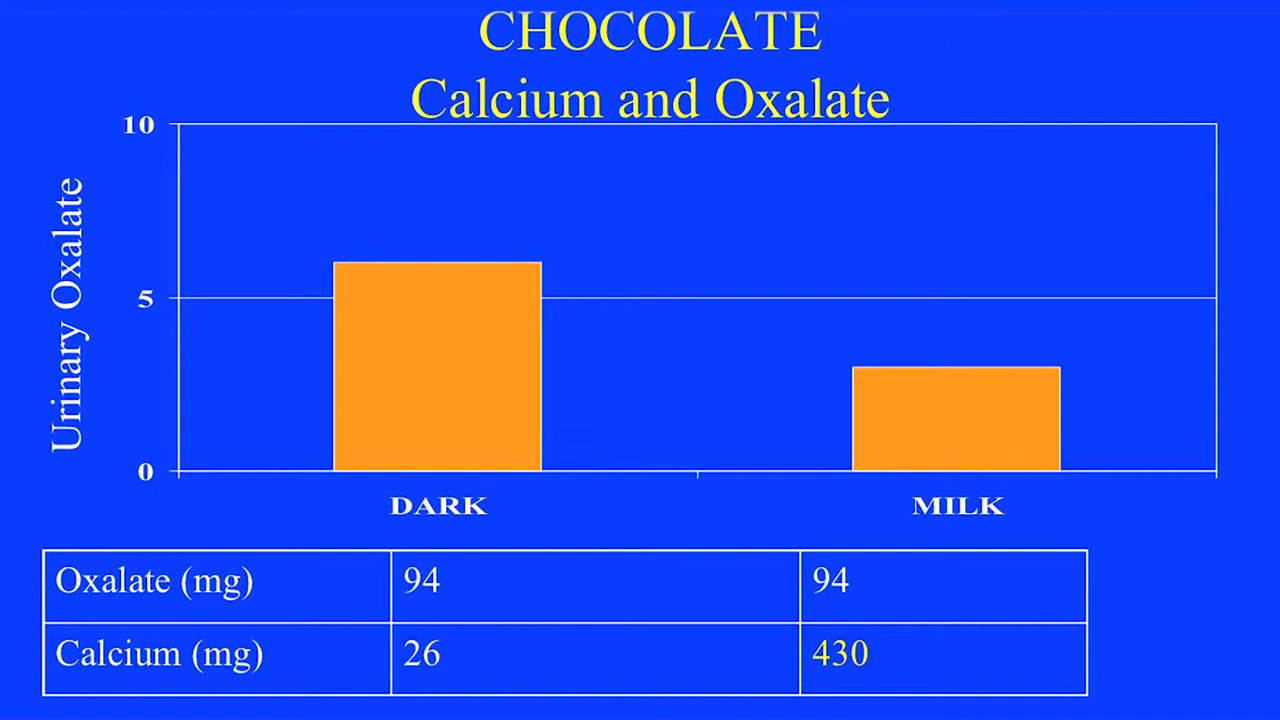 CHOCOLATE
Calcium and Oxalate
10
Urinary Oxalate
5
0
DARK MILK
Oxalate (mg) 94 94
Calcium (mg) 26 430